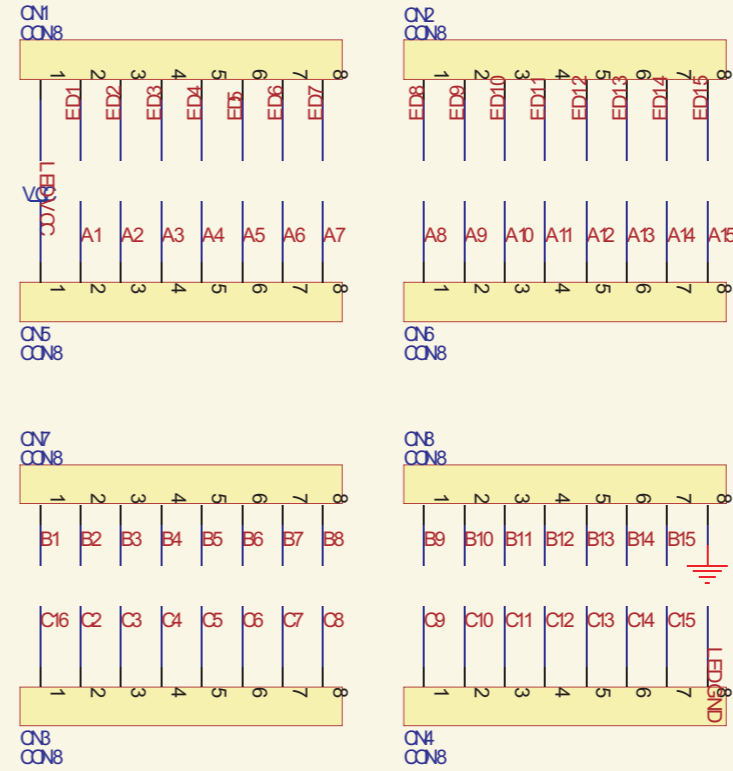 CN1
CON8
1 2 3 4 5 6 7 8
ED1 ED2 ED3 ED4 ED5 ED6 ED7
LEDVCC
VCC
A1 A2 A3 A4 A5 A6 A7
1 2 3 4 5 6 7 8
CN5
CON8
CN2
CON8
1 2 3 4 5 6 7 8
ED8 ED9 ED10 ED11 ED12 ED13 ED14 ED15
A8 A9 A10 A11 A12 A13 A14 A15
1 2 3 4 5 6 7 8
CN6
CON8
CN7
CON8
1 2 3 4 5 6 7 8
B1 B2 B3 B4 B5 B6 B7 B8
C16 C2 C3 C4 C5 C6 C7 C8
1 2 3 4 5 6 7 8
CN3
CON8
CN8
CON8
1 2 3 4 5 6 7 8
B9 B10 B11 B12 B13 B14 B15
C9 C10 C11 C12 C13 C14 C15
LEDGND
1 2 3 4 5 6 7 8
CN4
CON8